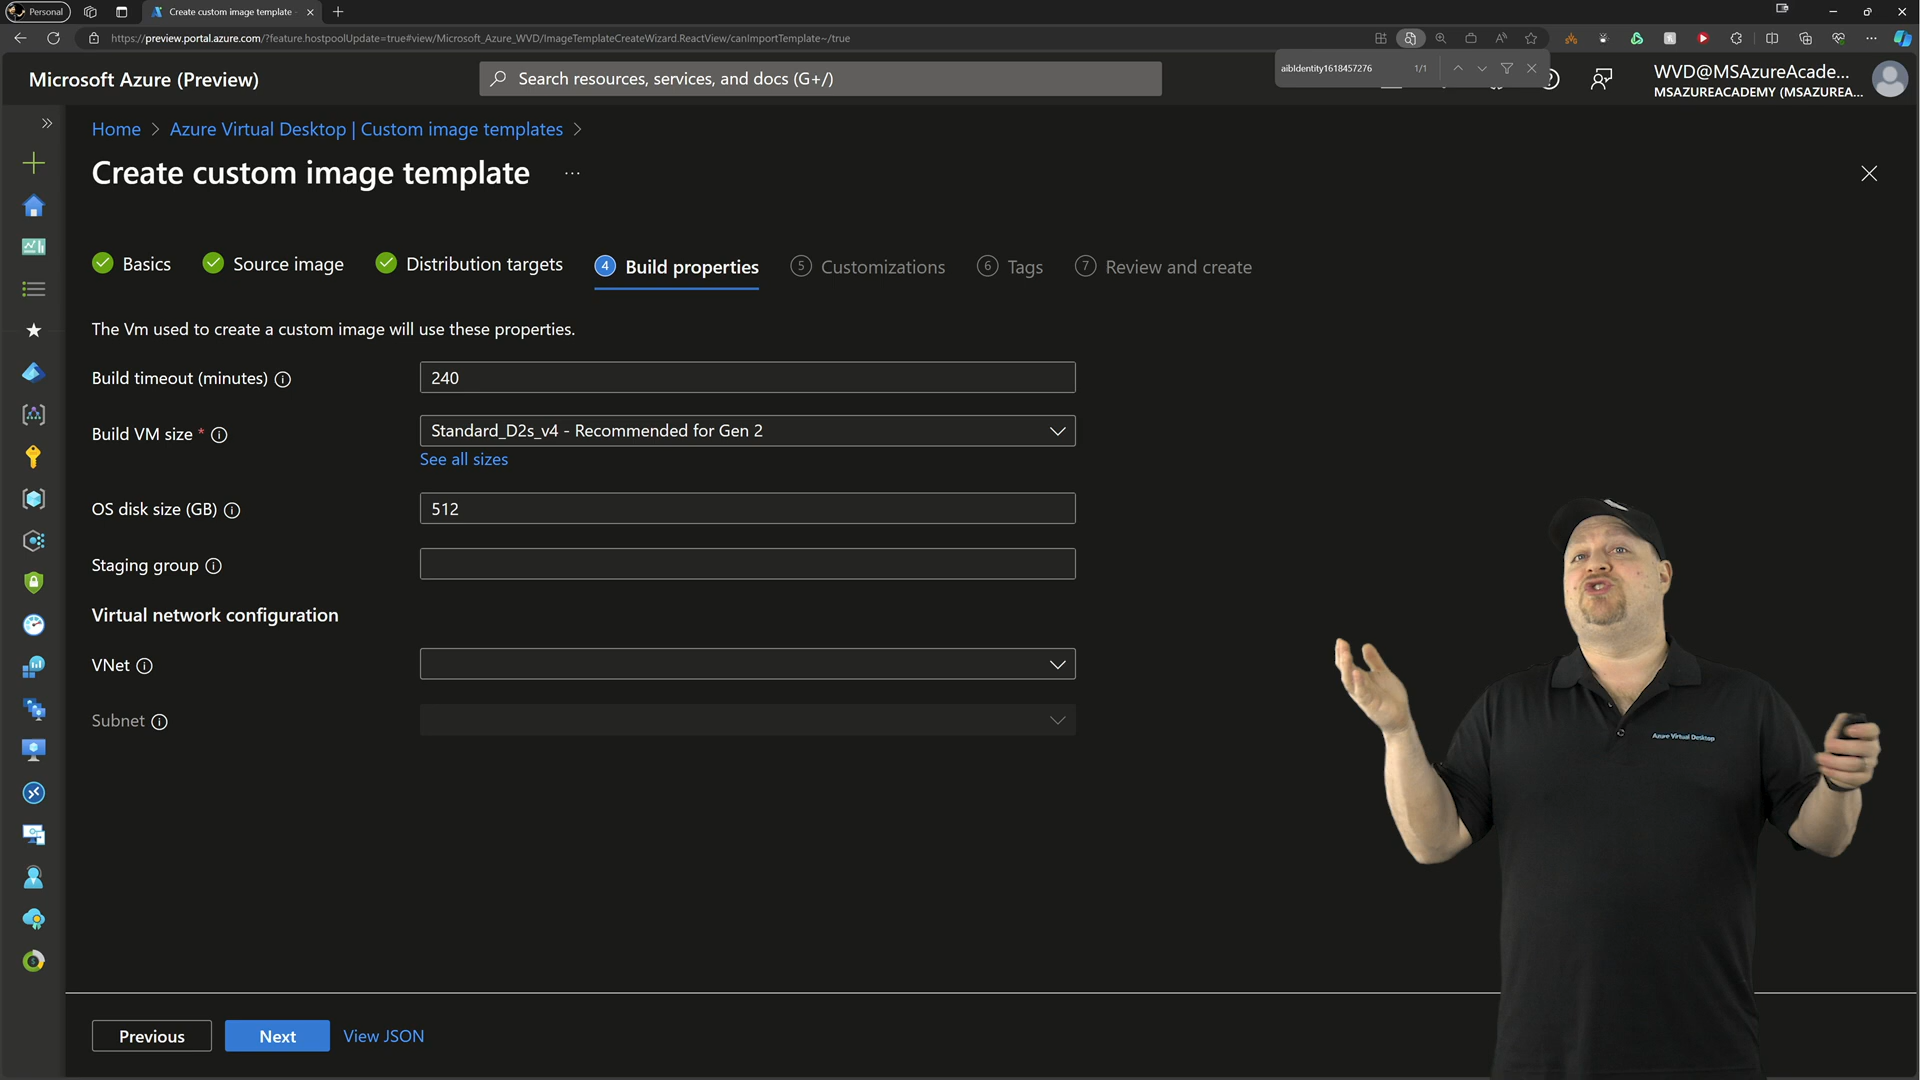 Personal
Create custom image template -
https://preview.portal.azure.com/?feature.hostpoolUpdate=true#view/Microsoft_Azure_WVD/ImageTemplateCreateWizard.ReactView/canImportTemplate~/true
Microsoft Azure (Preview)
Search resources, services, and docs (G+/)
aibIdentity1618457276
1/1
WVD@MSAzureAcade...
MSAZUREACADEMY (MSAZUREA...
Home > Azure Virtual Desktop | Custom image templates >
Create custom image template ...
Basics
Source image
Distribution targets
4 Build properties
5 Customizations
6 Tags
7 Review and create
The Vm used to create a custom image will use these properties.
Build timeout (minutes)
240
Build VM size *
Standard_D2s_v4 - Recommended for Gen 2
See all sizes
OS disk size (GB)
512
Staging group
Virtual network configuration
VNet
Subnet
Azure Virtual Desktop
Previous
Next
View JSON